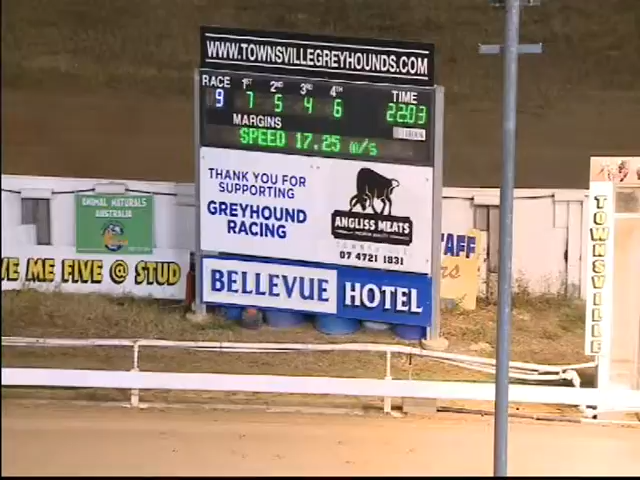 WWW.TOWNSVILLEGREYHOUNDS.COM
RACE 1ST 2ND 3RD 4TH TIME
9 7 5 4 6 22:03
MARGINS
SPEED 17.25 m/s
THANK YOU FOR
SUPPORTING
GREYHOUND
RACING
ANGLISS MEATS
07 4721 1831
BELLEVUE HOTEL
ANIMAL NATURALS
AUSTRALIA
VE ME FIVE @ STUD
TAFF
TOWNSVILLE